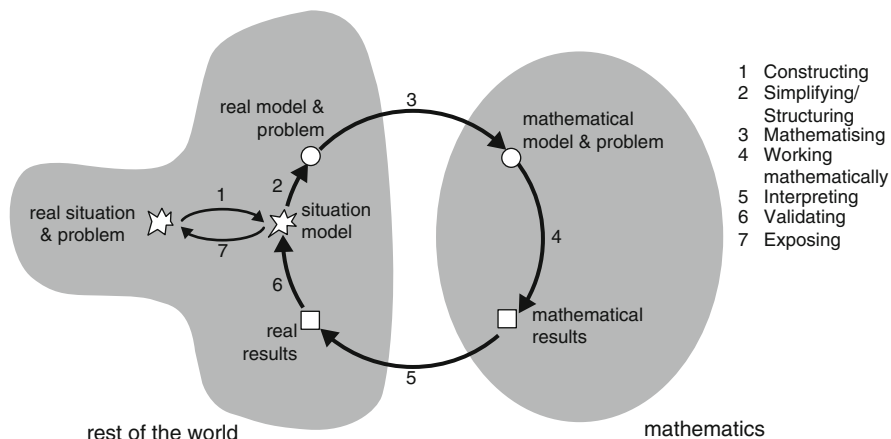 real model &
problem
3
mathematical
model & problem
2
1
real situation
& problem
situation
model
7
4
6
real
results
mathematical
results
5
rest of the world
mathematics
1 Constructing
2 Simplifying/
Structuring
3 Mathematising
4 Working
mathematically
5 Interpreting
6 Validating
7 Exposing